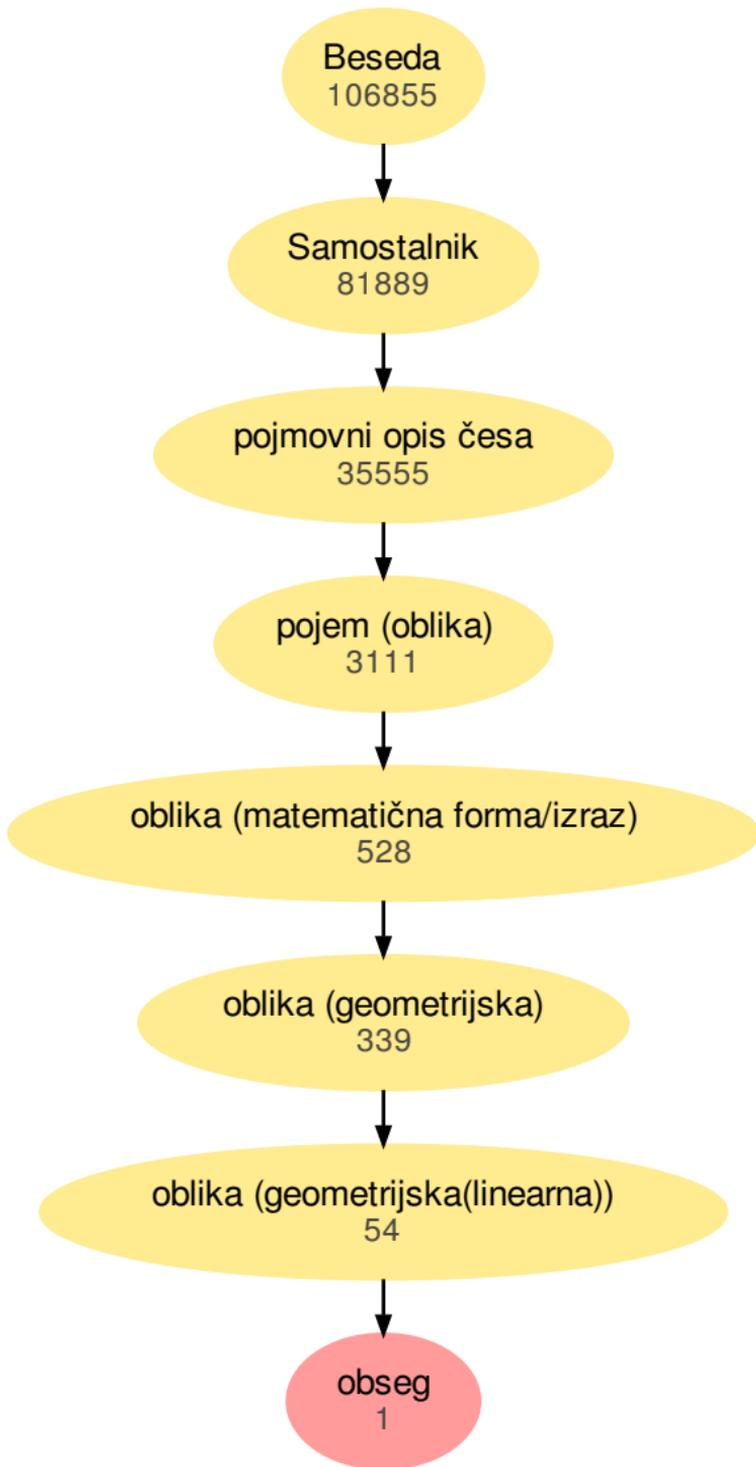 Beseda
106855
Samostalnik
81889
pojmovni opis česa
35555
pojem (oblika)
3111
oblika (matematična forma/izraz)
528
oblika (geometrijska)
339
oblika (geometrijska(linearna))
54
obseg
1